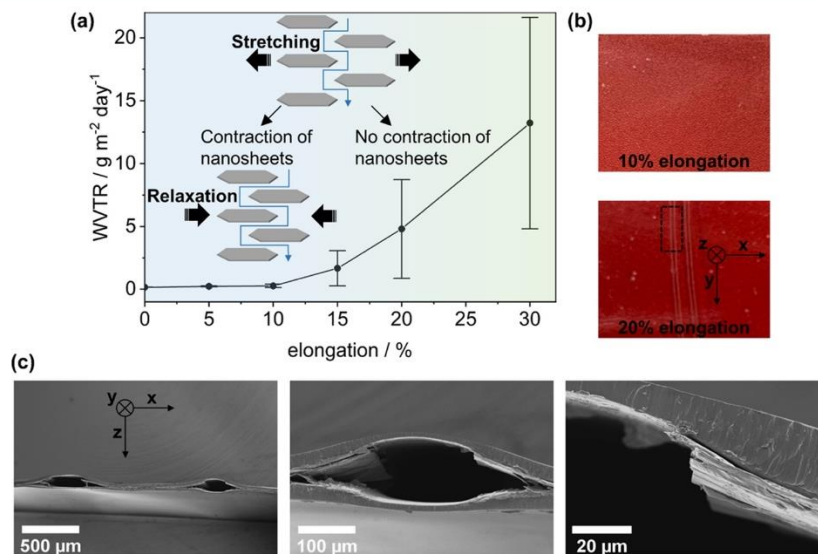 (a)
WVTR / g m⁻² day⁻¹
20
15
10
5
0
Stretching
Contraction of
nanosheets
No contraction of
nanosheets
Relaxation
0 5 10 15 20 25 30
elongation / %
(b)
10% elongation
z x
y
20% elongation
(c)
y x
z
500 µm
100 µm
20 µm